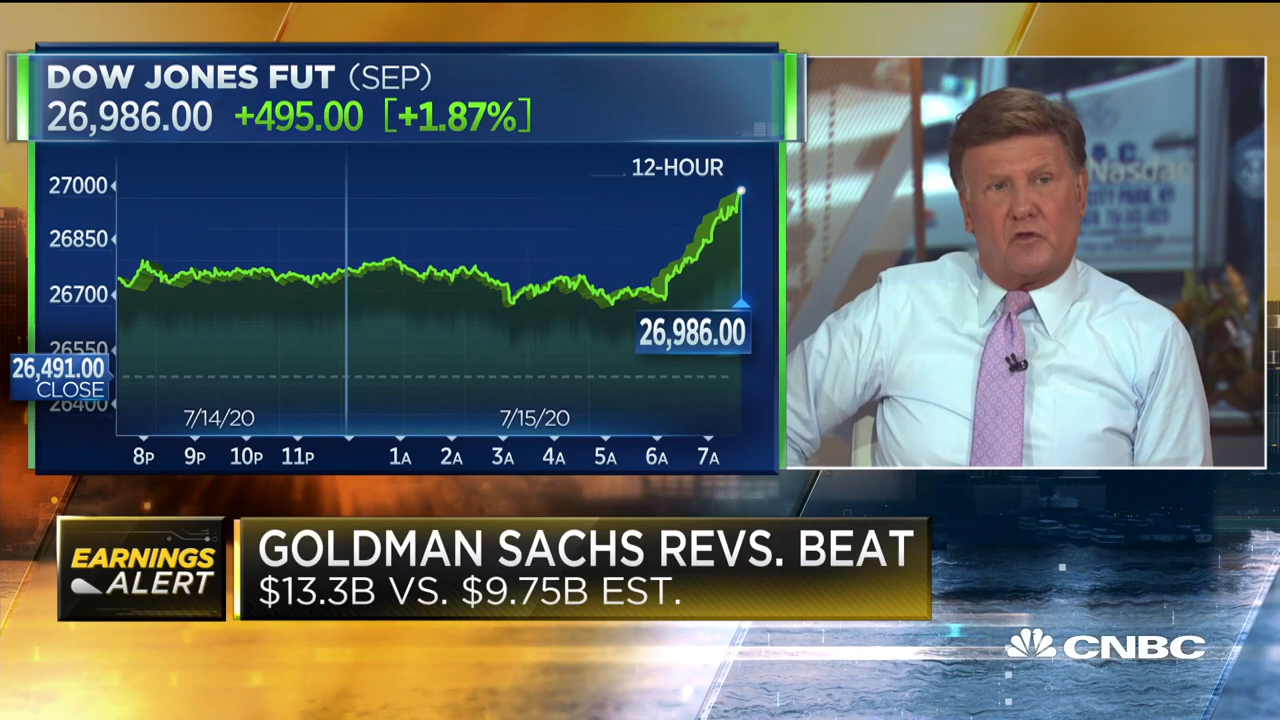 DOW JONES FUT (SEP)
26,986.00 +495.00 [+1.87%]
12-HOUR
27000
26850
26700
26550
26,491.00
CLOSE
26400
26,986.00
7/14/20 7/15/20
8P 9P 10P 11P 1A 2A 3A 4A 5A 6A 7A
Nasdaq
EARNINGS
ALERT
GOLDMAN SACHS REVS. BEAT
$13.3B VS. $9.75B EST.
CNBC